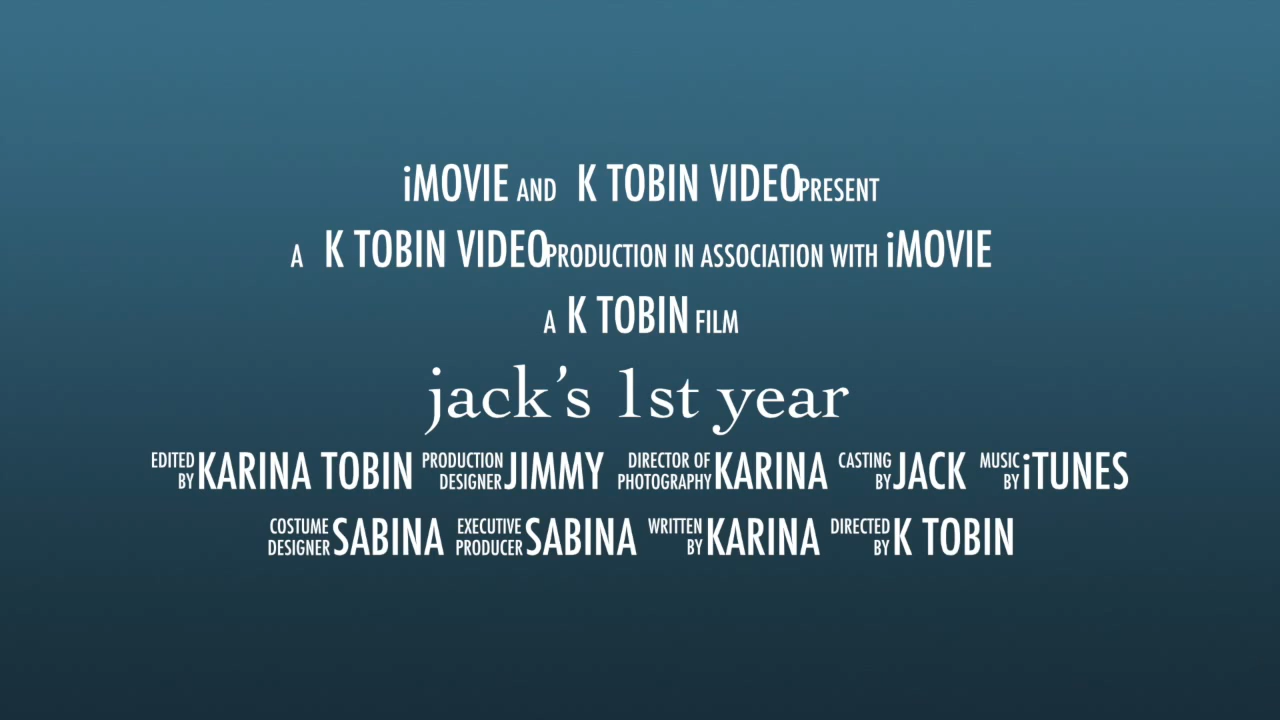 iMOVIE AND K TOBIN VIDEO PRESENT
A K TOBIN VIDEO PRODUCTION IN ASSOCIATION WITH iMOVIE
A K TOBIN FILM
jack's 1st year
EDITED BY KARINA TOBIN PRODUCTION DESIGNER JIMMY DIRECTOR OF PHOTOGRAPHY KARINA CASTING BY JACK MUSIC BY iTUNES
COSTUME DESIGNER SABINA EXECUTIVE PRODUCER SABINA WRITTEN BY KARINA DIRECTED BY K TOBIN